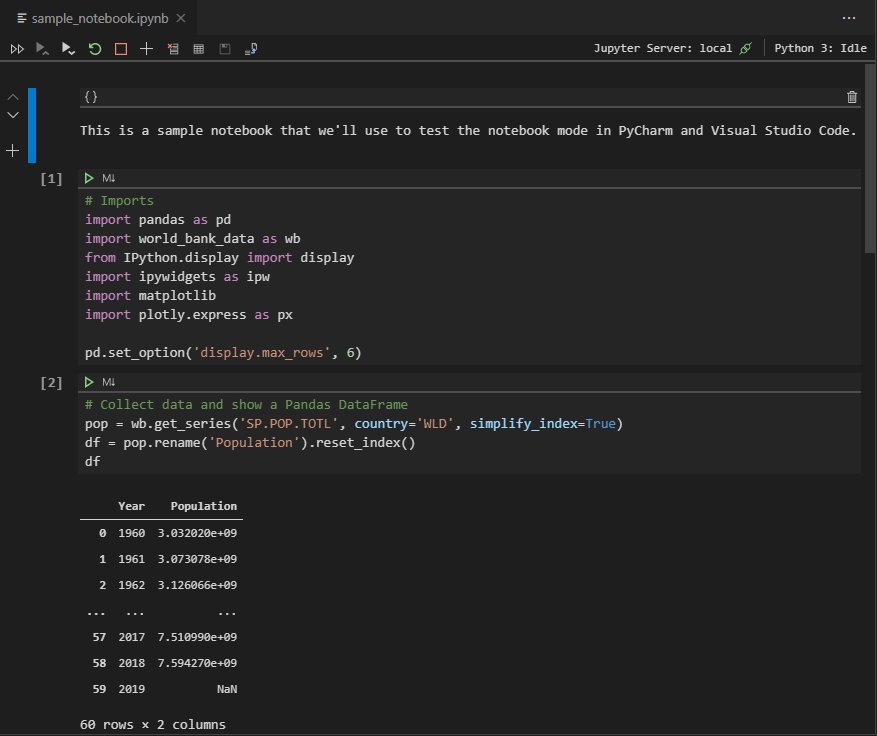 sample_notebook.ipynb
Jupyter Server: local Python 3: Idle
{}
This is a sample notebook that we'll use to test the notebook mode in PyCharm and Visual Studio Code.
[1] M↓
# Imports
import pandas as pd
import world_bank_data as wb
from IPython.display import display
import ipywidgets as ipw
import matplotlib
import plotly.express as px
pd.set_option('display.max_rows', 6)
[2] M↓
# Collect data and show a Pandas DataFrame
pop = wb.get_series('SP.POP.TOTL', country='WLD', simplify_index=True)
df = pop.rename('Population').reset_index()
df
Year Population
0 1960 3.032020e+09
1 1961 3.073078e+09
2 1962 3.126066e+09
... ... ...
57 2017 7.510990e+09
58 2018 7.594270e+09
59 2019 NaN
60 rows × 2 columns